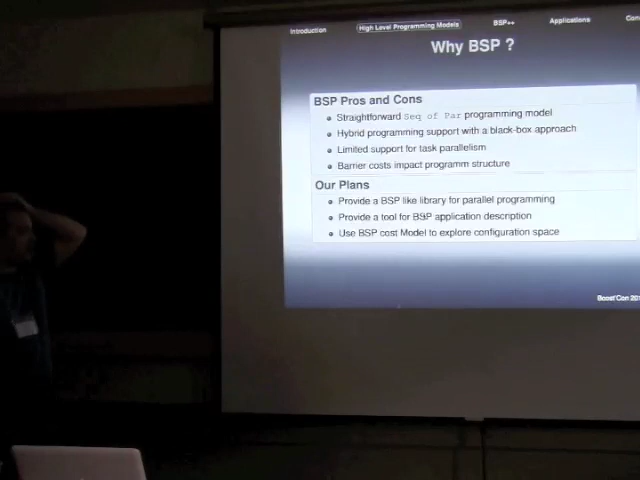 Introduction High Level Programming Models BSP++ Applications
Why BSP ?
BSP Pros and Cons
Straightforward Seq of Par programming model
Hybrid programming support with a black-box approach
Limited support for task parallelism
Barrier costs impact programm structure
Our Plans
Provide a BSP like library for parallel programming
Provide a tool for BSP application description
Use BSP cost Model to explore configuration space
Boost'Con 201